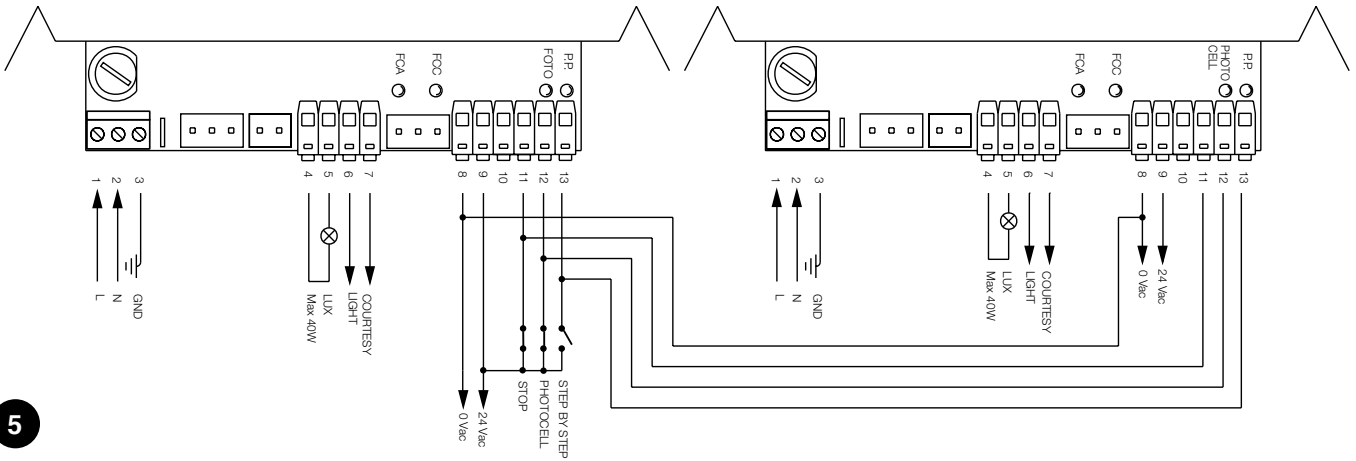 FCA
FCC
FOTO
P.P.
1
2
3
4
5
6
7
8
9
10
11
12
13
L
N
GND
Max 40W
LUX
LIGHT
COURTESY
0 Vac
24 Vac
STOP
PHOTOCELL
STEP BY STEP
FCA
FCC
PHOTO
CELL
P.P.
1
2
3
4
5
6
7
8
9
10
11
12
13
L
N
GND
Max 40W
LUX
LIGHT
COURTESY
0 Vac
24 Vac
5